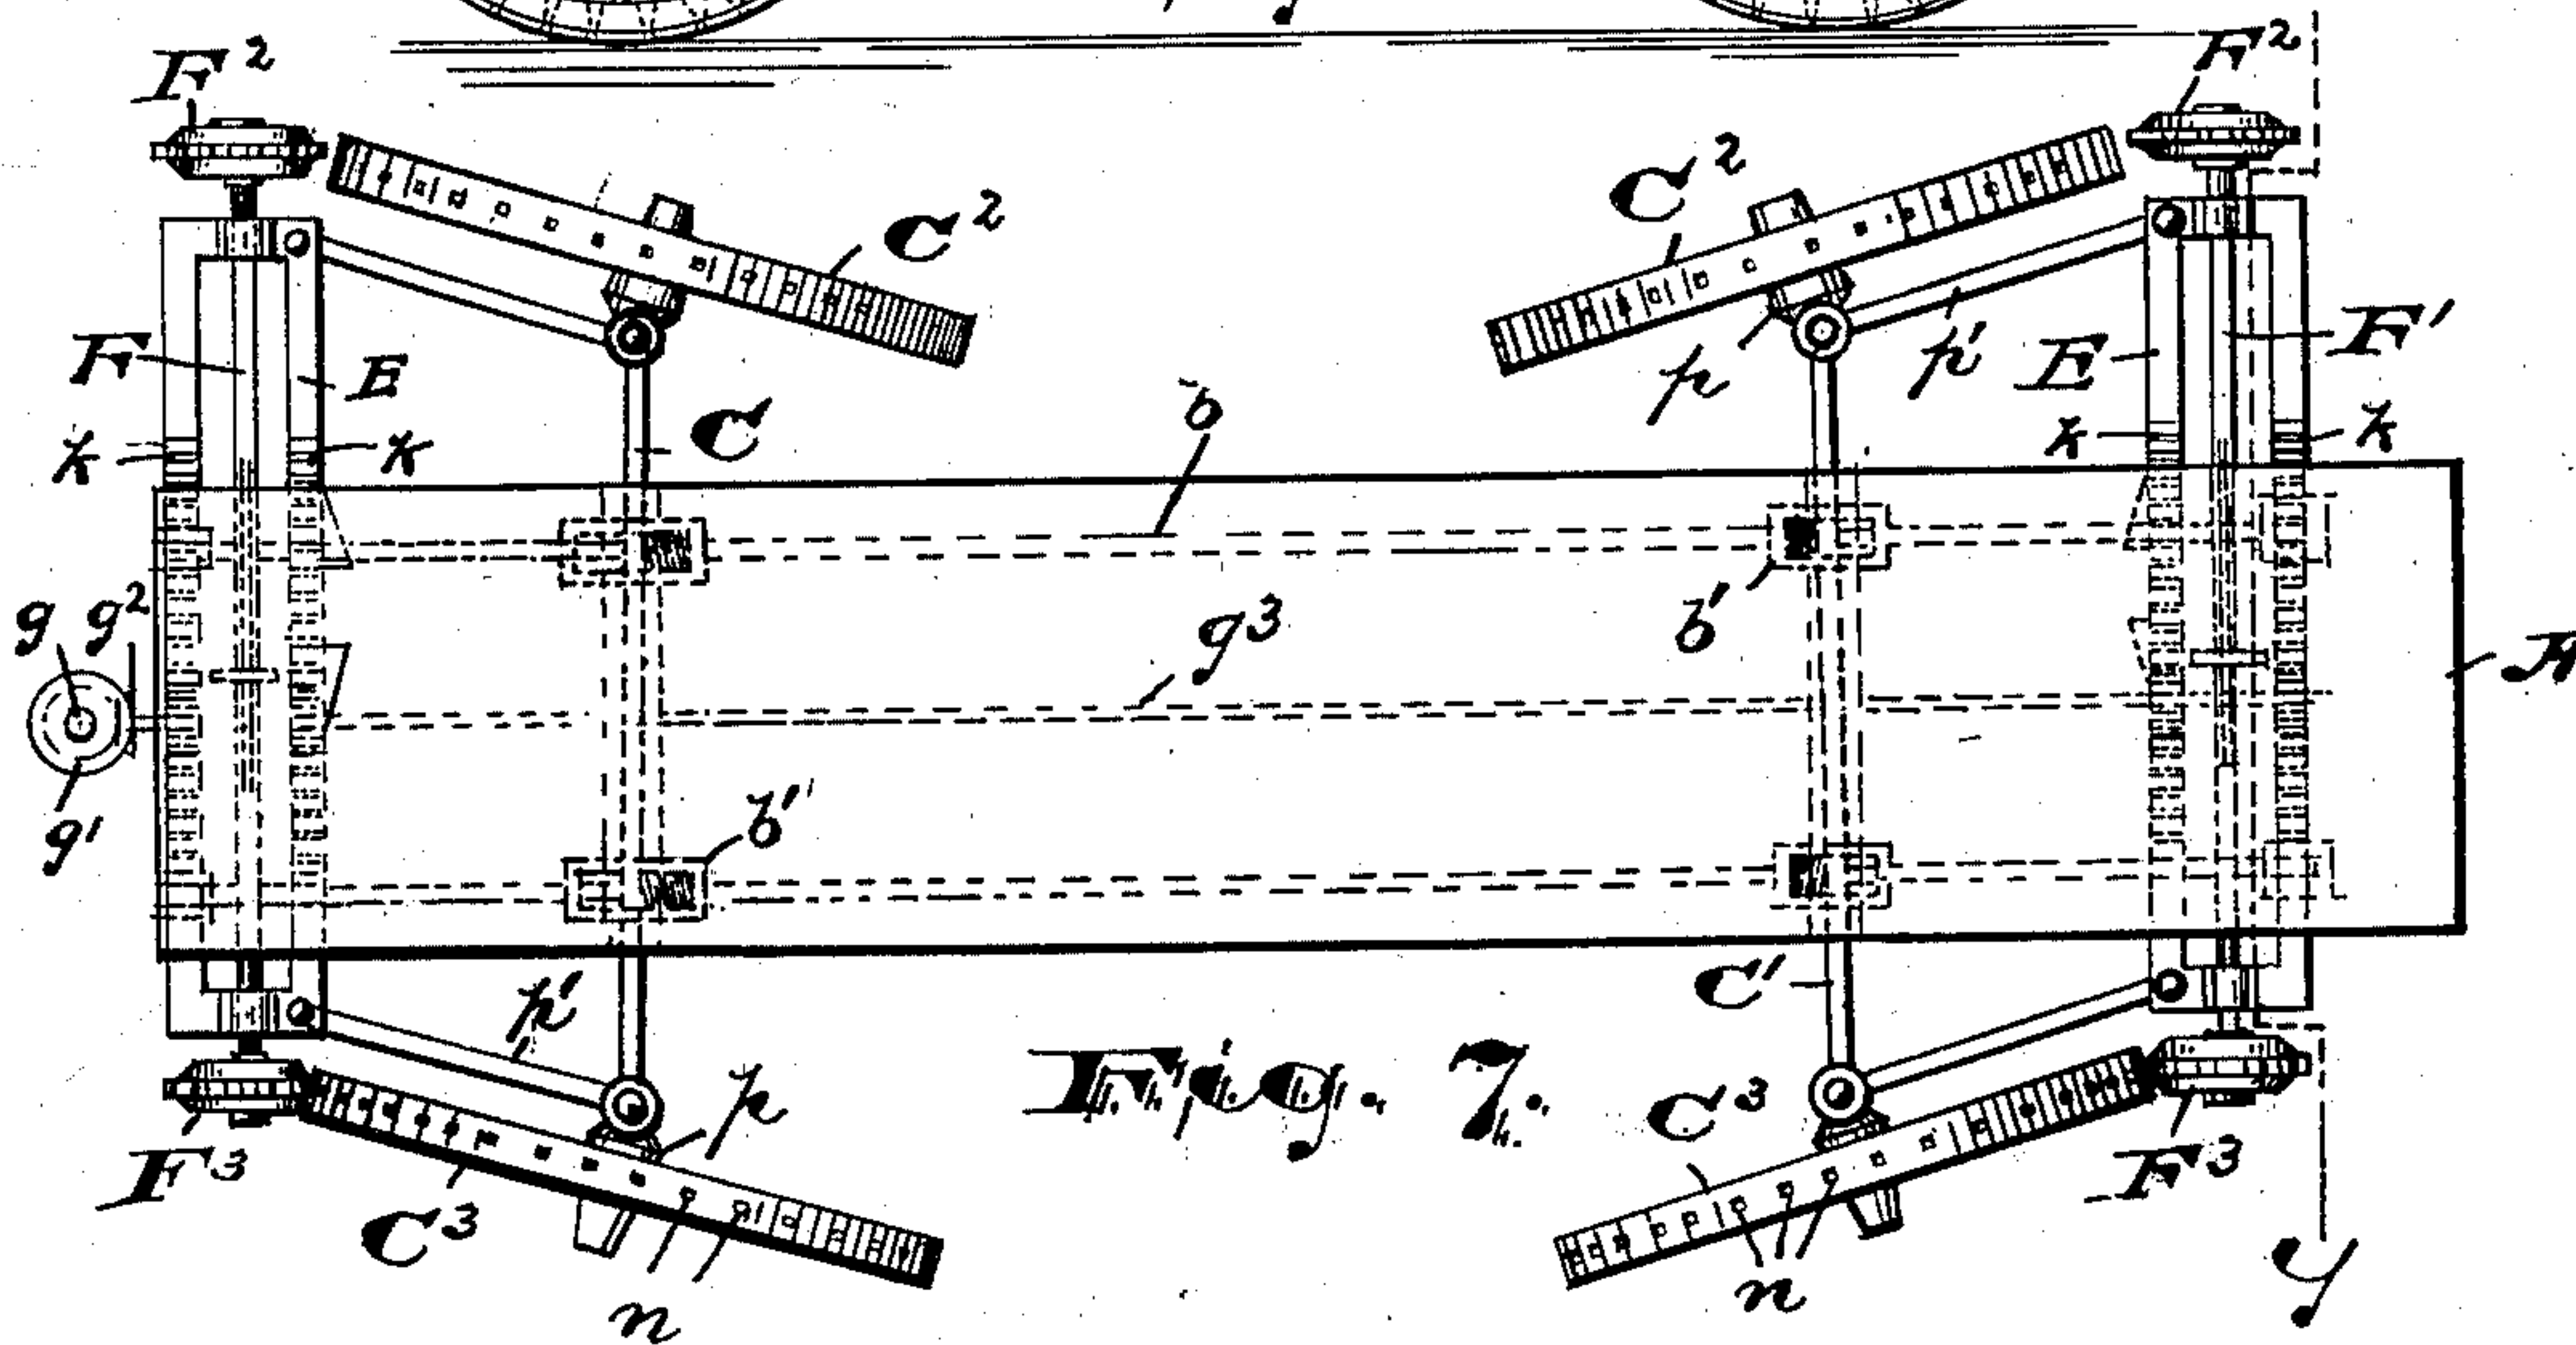 F² F²
C² C²
F E p p' E F'
k k C b k k
g g² b'
g³ A
g' b'
p' C'
p Fig. 7. C³
F³ C³ F³
n n y